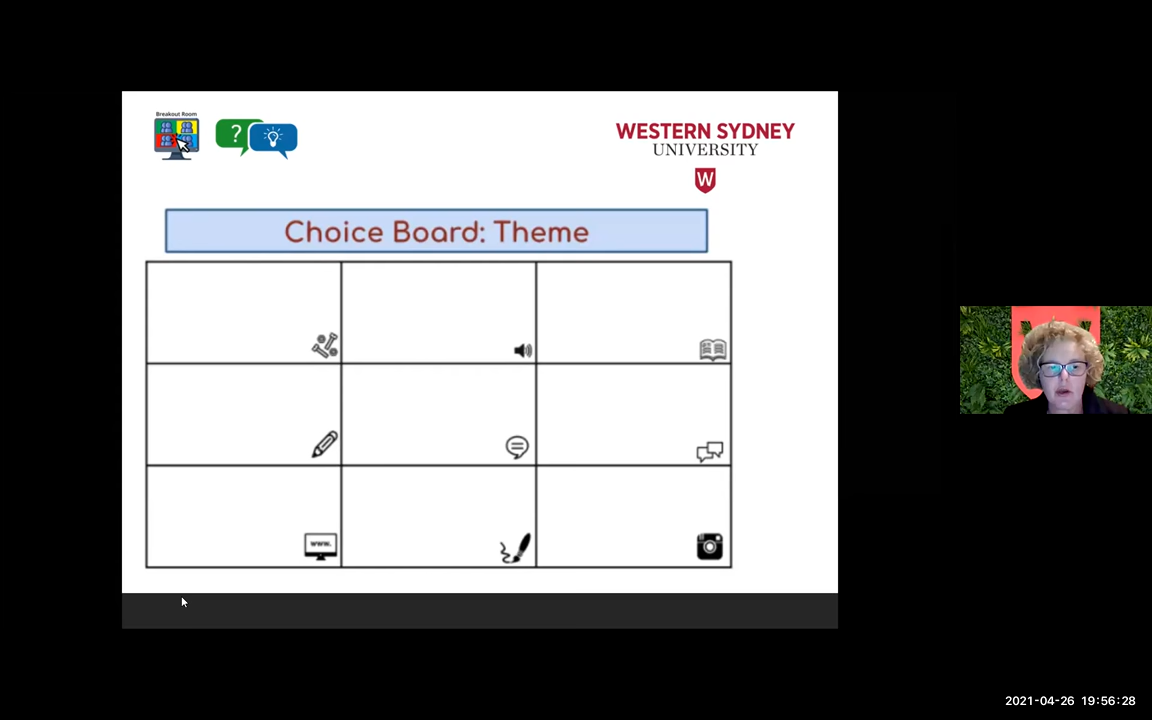 Breakout Room
?
WESTERN SYDNEY
UNIVERSITY
W
Choice Board: Theme
www.
2021-04-26 19:56:28